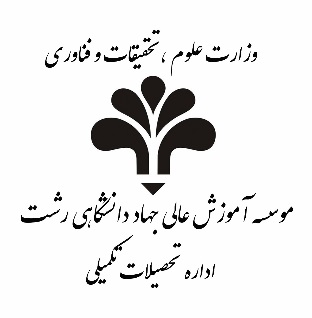 وزارت علوم ، تحقیقات و فناوری
موسسه آموزش عالی جهاد دانشگاهی رشت
اداره تحصیلات تکمیلی